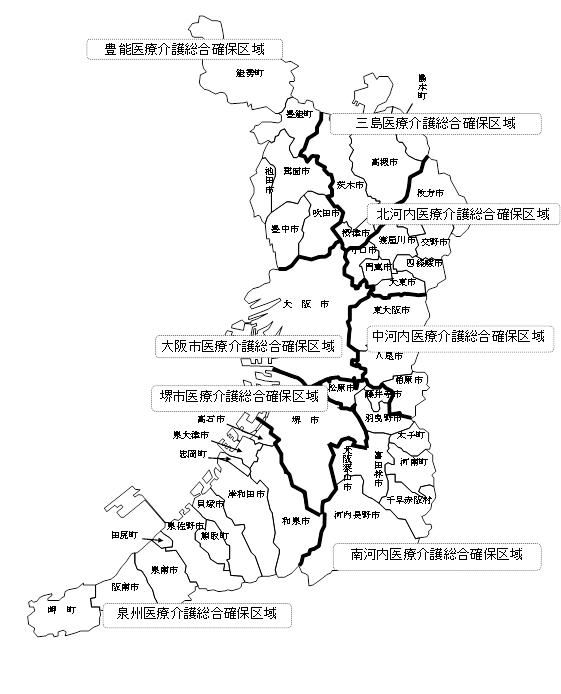 豊能医療介護総合確保区域
能勢町
島本町
豊能町
三島医療介護総合確保区域
高槻市
池田市
箕面市
茨木市
枚方市
吹田市
北河内医療介護総合確保区域
豊中市
摂津市
寝屋川市
交野市
守口市
門真市
四條畷市
大東市
大阪市
東大阪市
中河内医療介護総合確保区域
大阪市医療介護総合確保区域
八尾市
柏原市
松原市
藤井寺市
堺市医療介護総合確保区域
高石市
堺市
羽曳野市
泉大津市
太子町
忠岡町
大阪狭山市
富田林市
河南町
岸和田市
千早赤阪村
貝塚市
河内長野市
泉佐野市
和泉市
田尻町
熊取町
南河内医療介護総合確保区域
泉南市
阪南市
岬町
泉州医療介護総合確保区域